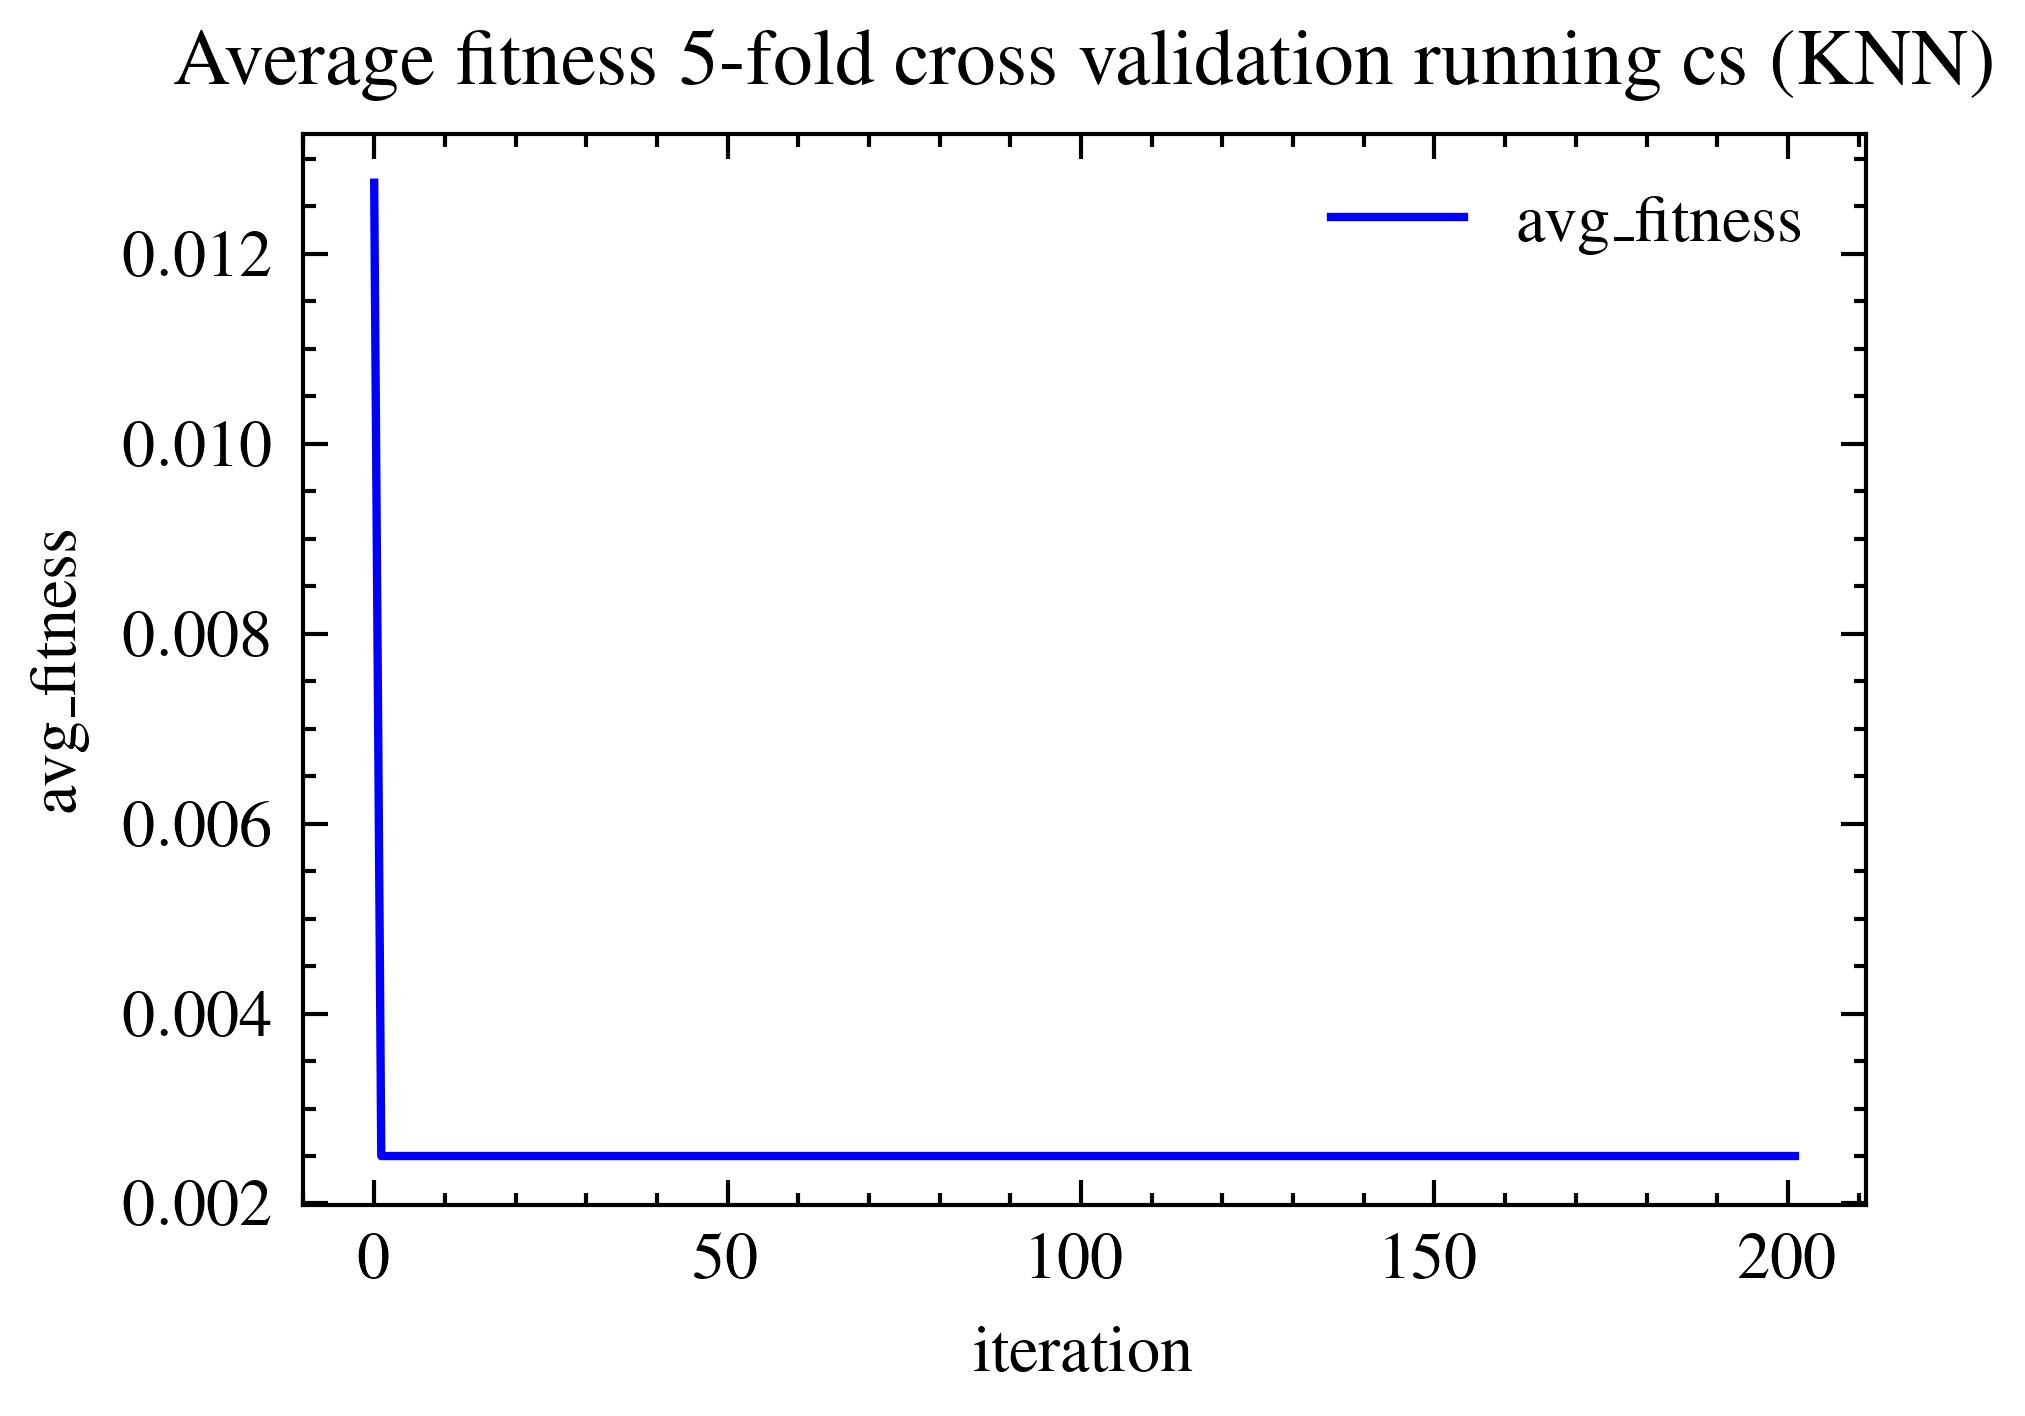 Average fitness 5-fold cross validation running cs (KNN)
avg_fitness
0.012
0.010
0.008
0.006
0.004
0.002
avg_fitness
0 50 100 150 200
iteration